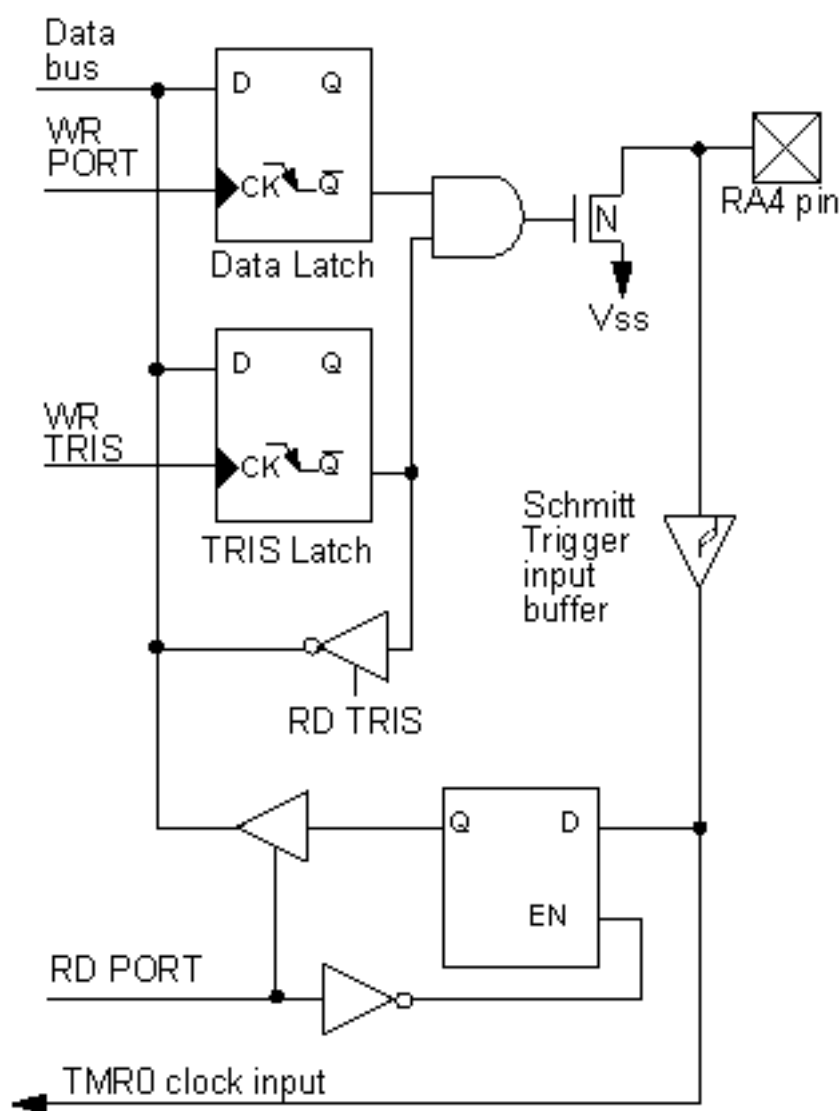 Data
bus
D Q
WR
PORT
CK Q
N
RA4 pin
Data Latch
Vss
D Q
WR
TRIS
CK Q
TRIS Latch
Schmitt
Trigger
input
buffer
RD TRIS
Q D
EN
RD PORT
TMR0 clock input